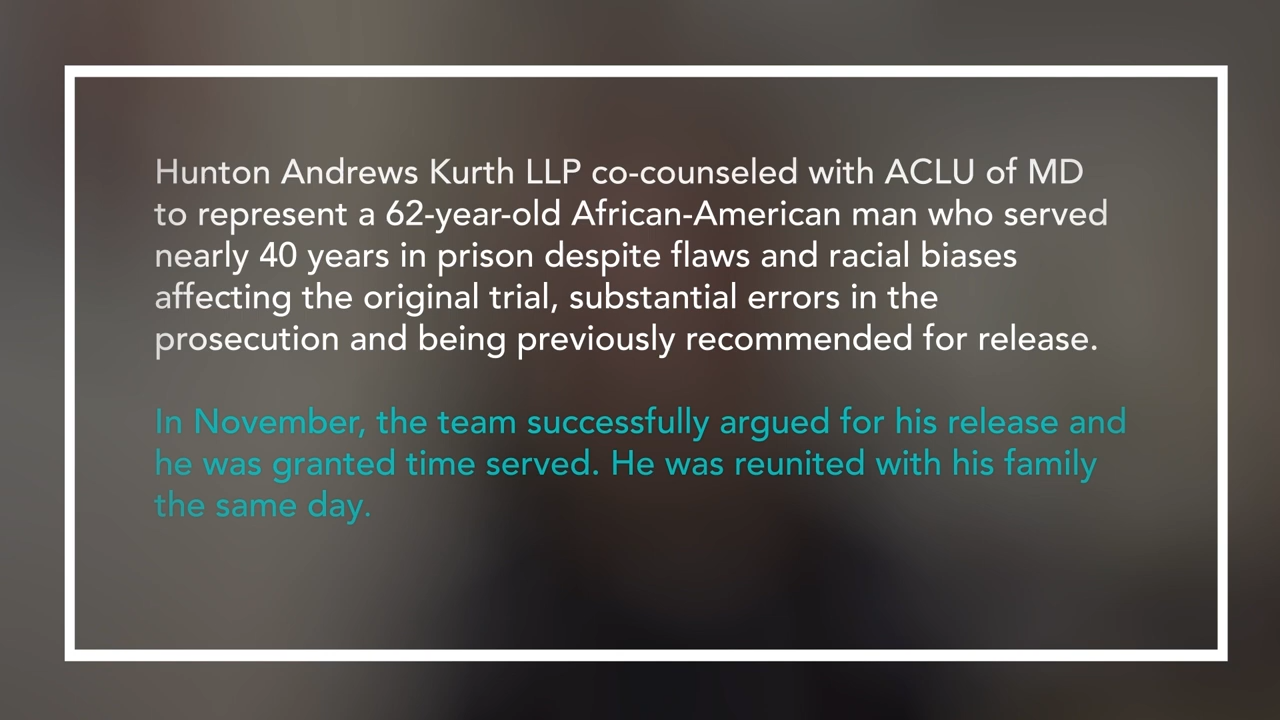 Hunton Andrews Kurth LLP co-counseled with ACLU of MD
to represent a 62-year-old African-American man who served
nearly 40 years in prison despite flaws and racial biases
affecting the original trial, substantial errors in the
prosecution and being previously recommended for release.
In November, the team successfully argued for his release and
he was granted time served. He was reunited with his family
the same day.